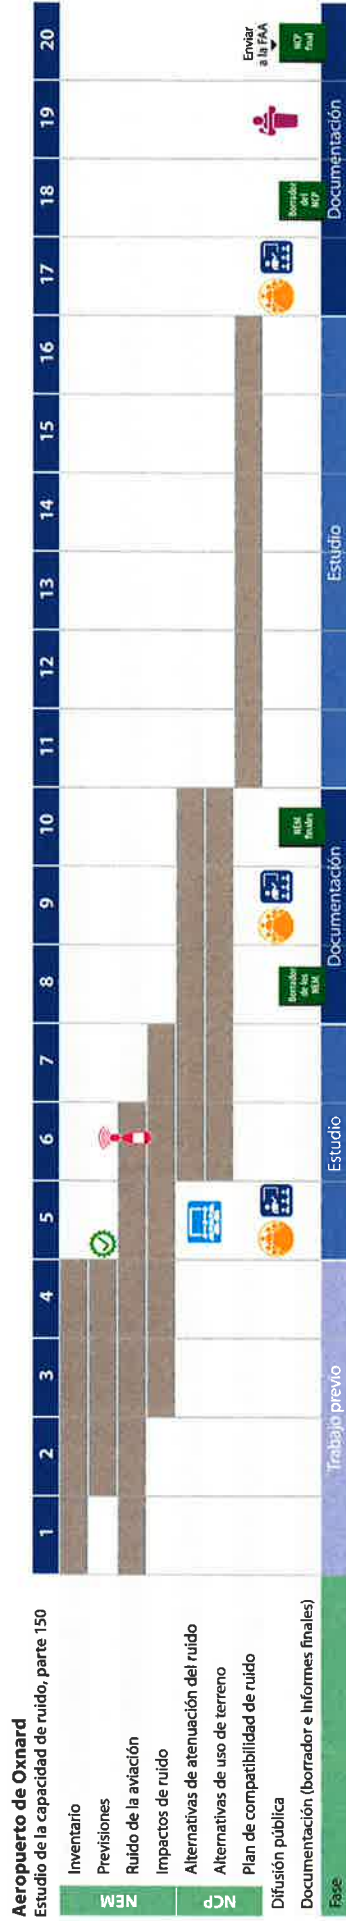 Aeropuerto de Oxnard
Estudio de la capacidad de ruido, parte 150
1 2 3 4 5 6 7 8 9 10 11 12 13 14 15 16 17 18 19 20
NEM
Inventario
Previsiones
Ruido de la aviación
Impactos de ruido
NCP
Alternativas de atenuación del ruido
Alternativas de uso de terreno
Plan de compatibilidad de ruido
Difusión pública
Enviar
a la FAA
Documentación (borrador e Informes finales)
Borrador
de los
NEM
NEM
finales
Borrador
del
NCP
NCP
final
Fase
Trabajo previo
Estudio
Documentación
Estudio
Documentación